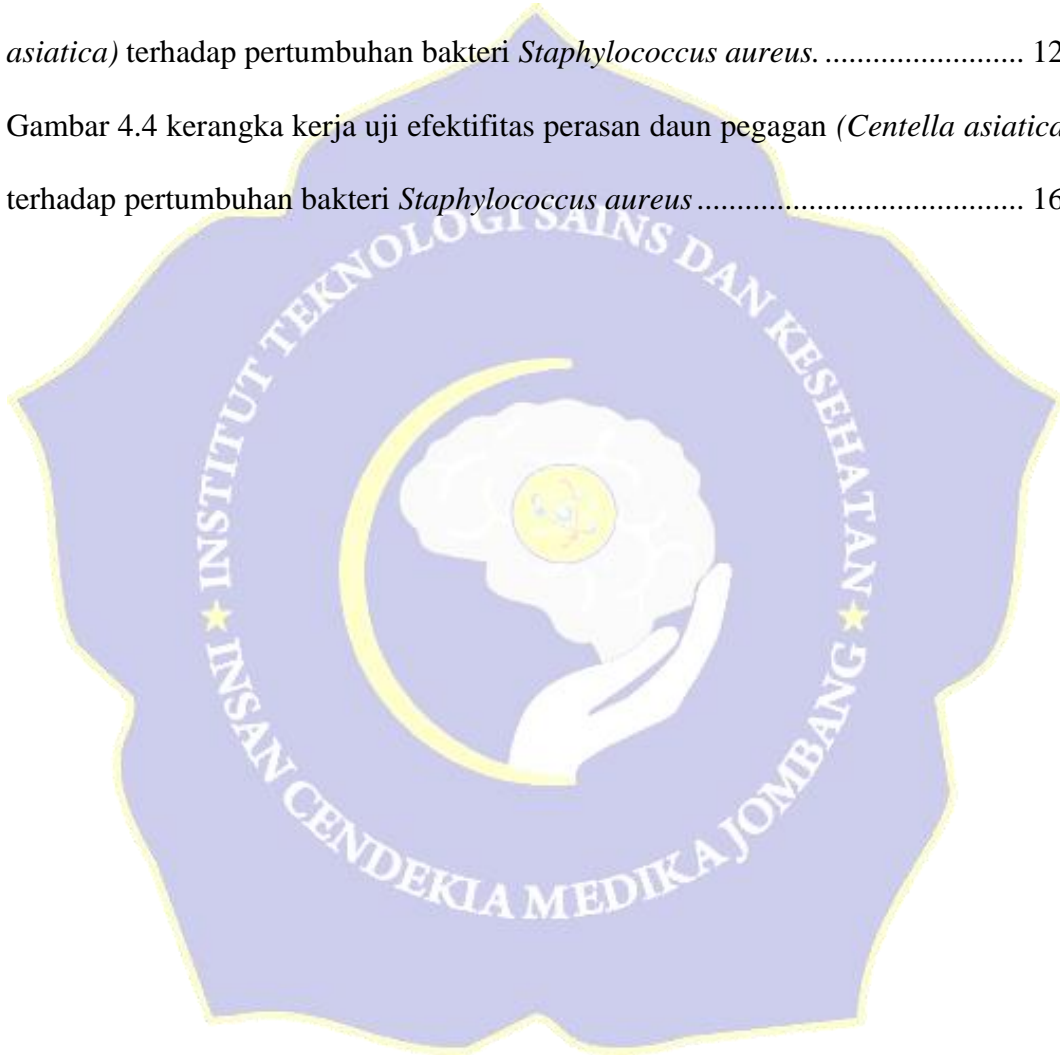 asiatica) terhadap pertumbuhan bakteri Staphylococcus aureus. ........................ 12
Gambar 4.4 kerangka kerja uji efektifitas perasan daun pegagan (Centella asiatica
terhadap pertumbuhan bakteri Staphylococcus aureus ..................................... 16
INSTITUT TEKNOLOGI SAINS DAN KESEHATAN
INSAN CENDEKIA MEDIKA JOMBANG